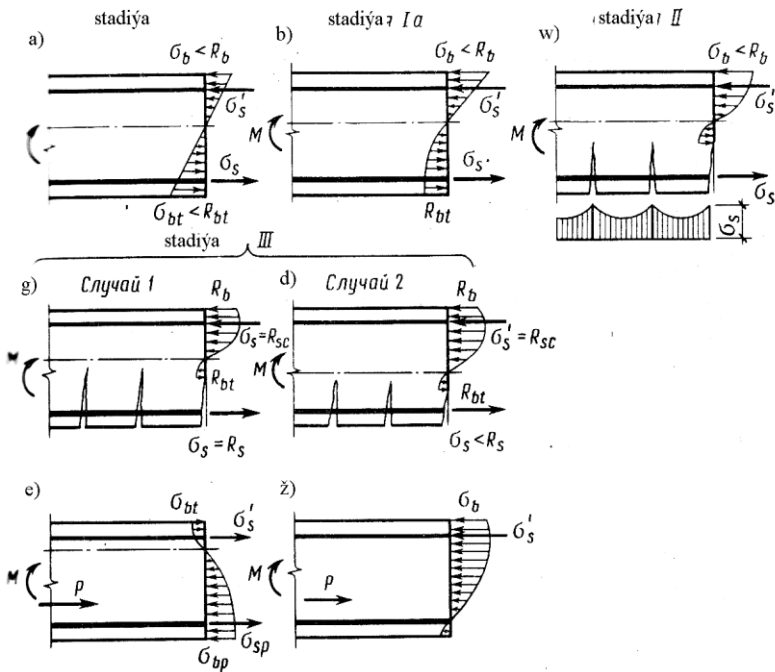 stadiýa
stadiýa I a
stadiýa II
a)
σb < Rb
b)
σb < Rb
w)
σb < Rb
σ's
σ's
σ's
M
M
σs
σs
σs
σbt < Rbt
Rbt
σs
stadiýa III
g)
Случай 1
Rb
d)
Случай 2
Rb
σs = Rsc
σ's = Rsc
M
M
Rbt
Rbt
σs = Rs
σs < Rs
e)
σbt
σ's
ž)
σb
σ's
M
M
P
P
σsp
σbp